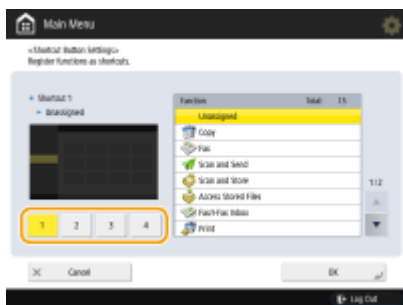 Main Menu
<Shortcut Button Settings>
Register functions as shortcuts.
Shortcut 1
Unassigned
Function Total: 15
Unassigned
Copy
Fax
Scan and Send
Scan and Store
Access Stored Files
Fax/I-Fax Inbox
Print
1/2
1 2 3 4
Cancel
OK
Log Out